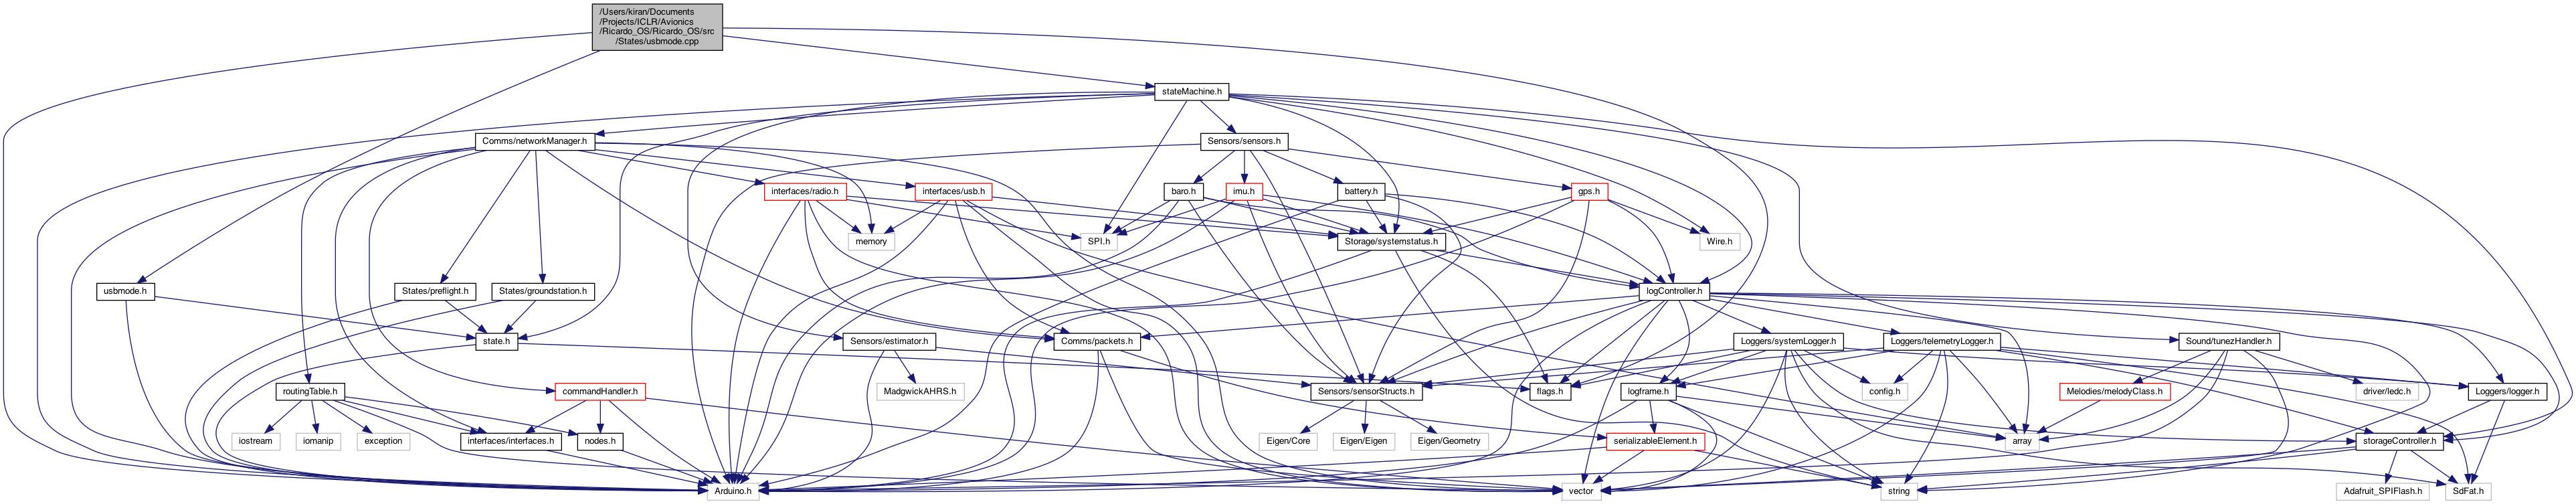 /Users/kiran/Documents
/Projects/ICLR/Avionics
/Ricardo_OS/Ricardo_OS/src
/States/usbmode.cpp
stateMachine.h
Comms/networkManager.h
Sensors/sensors.h
interfaces/radio.h
interfaces/usb.h
baro.h
imu.h
battery.h
gps.h
memory
SPI.h
Storage/systemstatus.h
Wire.h
usbmode.h
States/preflight.h
States/groundstation.h
logController.h
state.h
Sensors/estimator.h
Comms/packets.h
Loggers/systemLogger.h
Loggers/telemetryLogger.h
Sound/tunezHandler.h
routingTable.h
commandHandler.h
MadgwickAHRS.h
Sensors/sensorStructs.h
flags.h
logframe.h
config.h
Melodies/melodyClass.h
driver/ledc.h
Loggers/logger.h
iostream
iomanip
exception
interfaces/interfaces.h
nodes.h
Eigen/Core
Eigen/Eigen
Eigen/Geometry
serializableElement.h
array
storageController.h
Arduino.h
vector
string
Adafruit_SPIFlash.h
SdFat.h